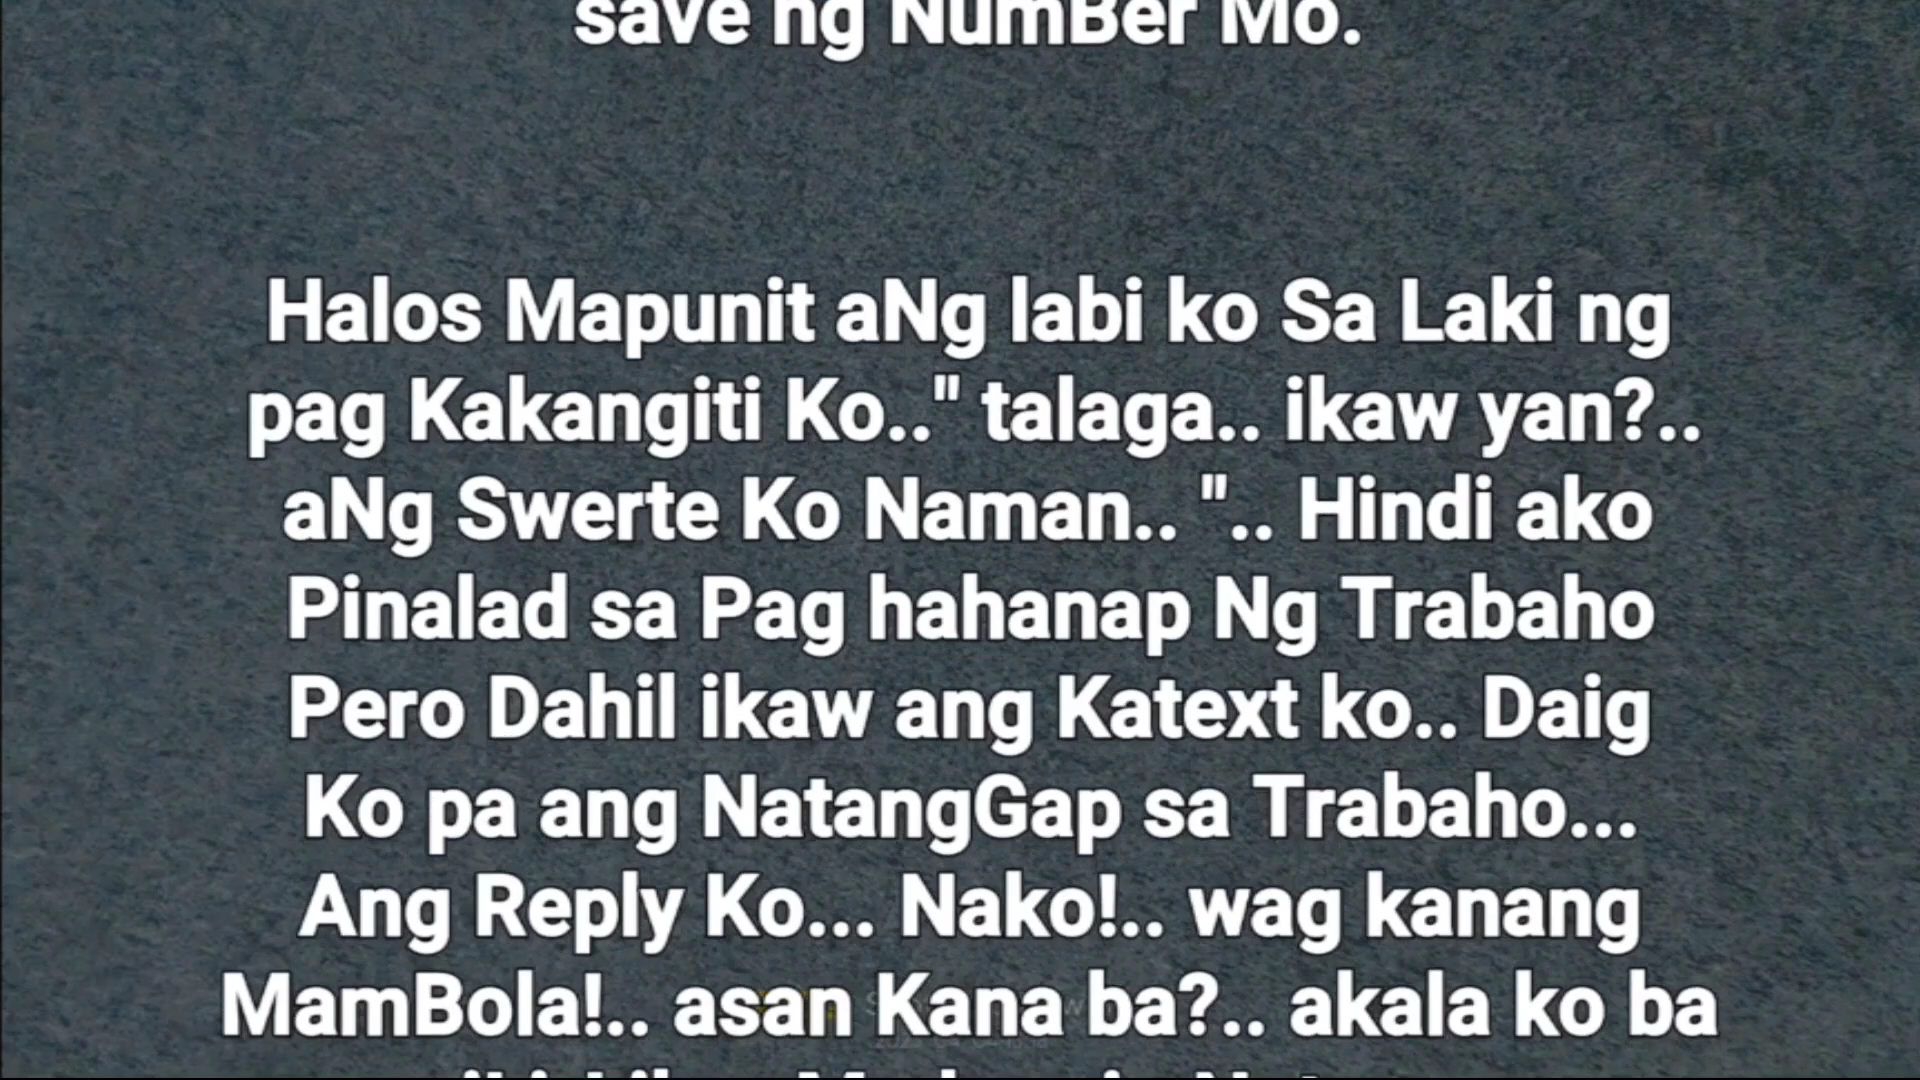 save ng NumBer Mo.
Halos Mapunit aNg labi ko Sa Laki ng
pag Kakangiti Ko.." talaga.. ikaw yan?..
aNg Swerte Ko Naman.. ".. Hindi ako
Pinalad sa Pag hahanap Ng Trabaho
Pero Dahil ikaw ang Katext ko.. Daig
Ko pa ang NatangGap sa Trabaho...
Ang Reply Ko... Nako!.. wag kanang
MamBola!.. asan Kana ba?.. akala ko ba